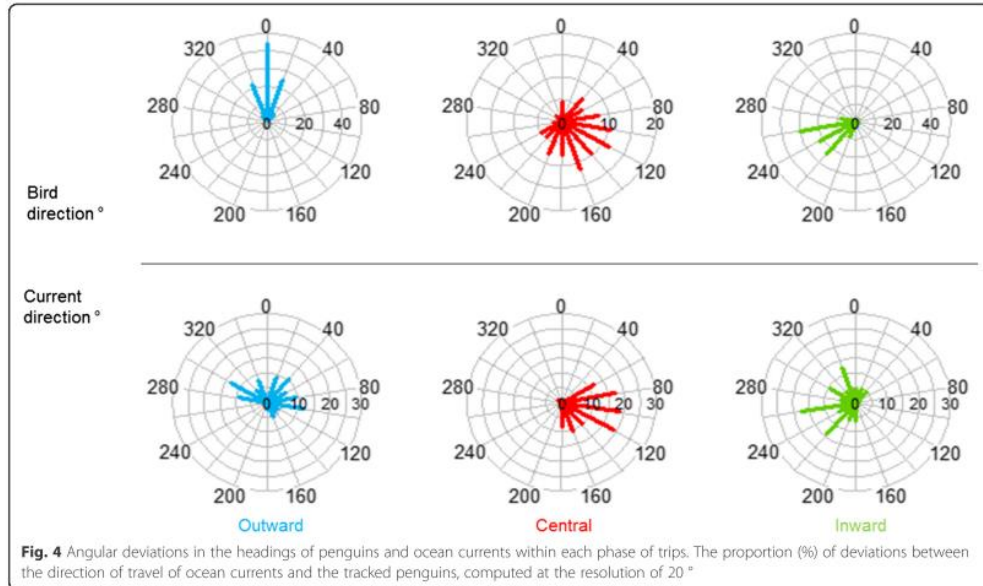 0 0 0
320 40 320 40 320 40
280 80 280 80 280 80
0 20 40 0 10 20 0 20 40
240 120 240 120 240 120
200 160 200 160 200 160
Bird
direction °
Current
direction °
0 0 0
320 40 320 40 320 40
280 80 280 80 280 80
0 10 20 30 0 10 20 30 0 10 20 30
240 120 240 120 240 120
200 160 200 160 200 160
Outward Central Inward
Fig. 4 Angular deviations in the headings of penguins and ocean currents within each phase of trips. The proportion (%) of deviations between
the direction of travel of ocean currents and the tracked penguins, computed at the resolution of 20 °